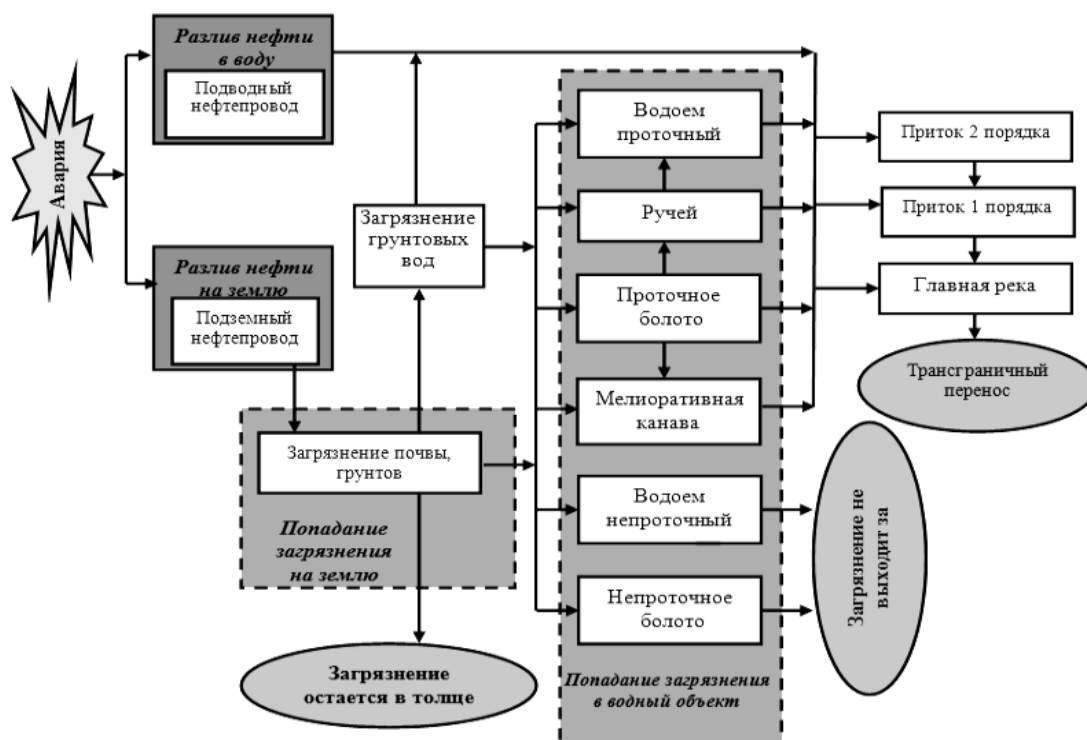 Авария
Разлив нефти
в воду
Подводный
нефтепровод
Разлив нефти
на землю
Подземный
нефтепровод
Загрязнение
грунтовых
вод
Загрязнение почвы,
грунтов
Попадание
загрязнения
на землю
Загрязнение
остается в толще
Водоем
проточный
Ручей
Проточное
болото
Мелиоративная
канава
Водоем
непроточный
Непроточное
болото
Попадание загрязнения
в водный объект
Приток 2 порядка
Приток 1 порядка
Главная река
Трансграничный
перенос
Загрязнение не
выходит за